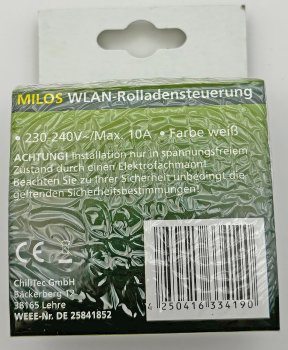 MILOS WLAN-Rolladensteuerung
• 230-240V~/Max. 10A • Farbe weiß
ACHTUNG! Installation nur in spannungsfreiem
Zustand durch einen Elektrofachmann!
Beachten Sie zu Ihrer Sicherheit unbedingt die
geltenden Sicherheitsbestimmungen!
CE
ChiliTec GmbH
Bäckerberg 12
38165 Lehre
WEEE-Nr. DE 25841852
4 250416 334190